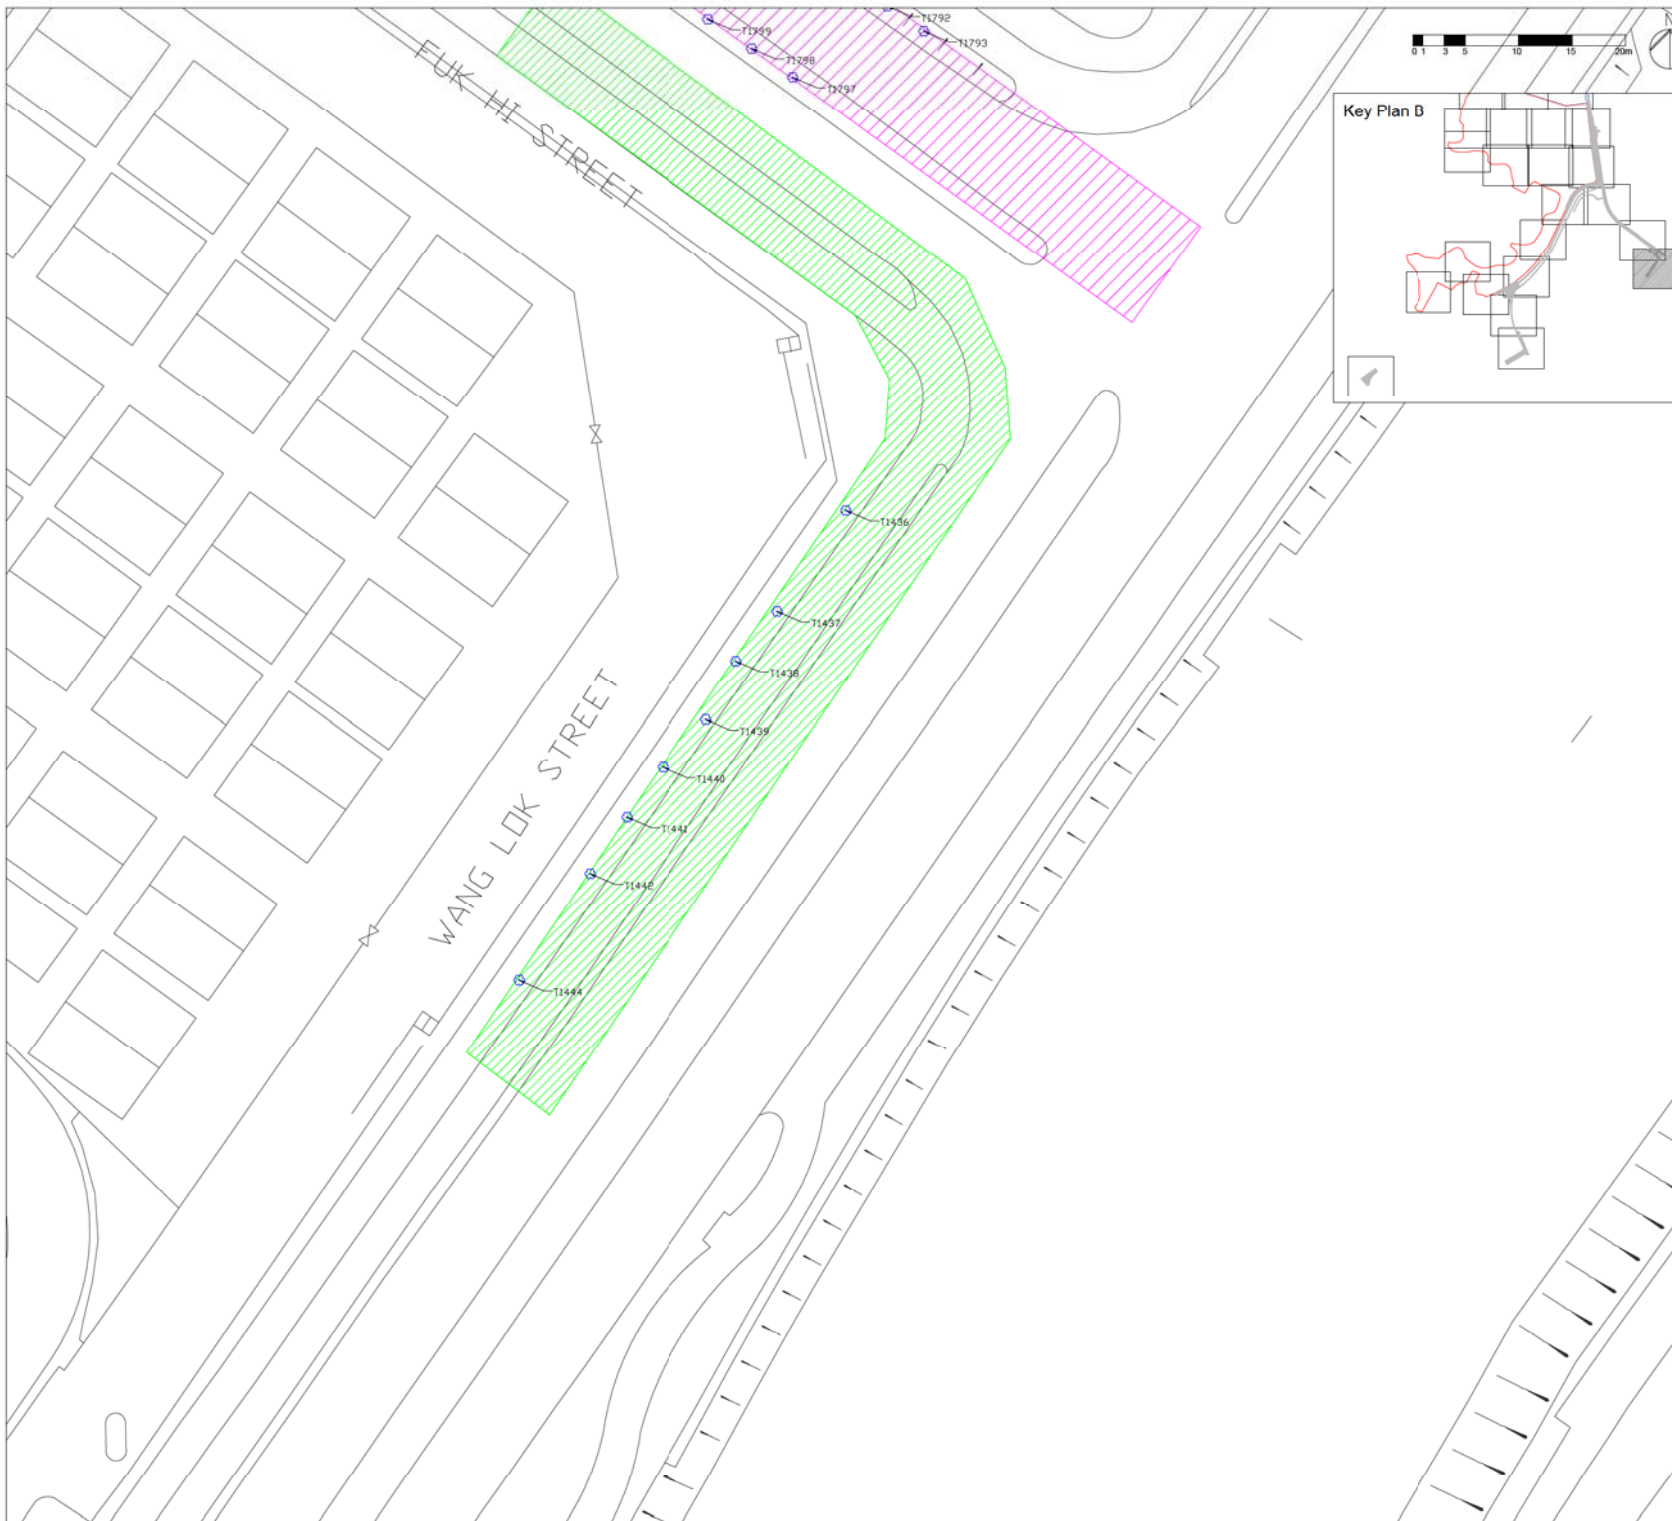 T1792
T1799
T1793
T1798
T1797
N
0 1 3 5 10 15 20m
Key Plan B
FUK HI STREET
T1436
T1437
T1438
T1439
T1440
T1441
T1442
WANG LOK STREET
T1444